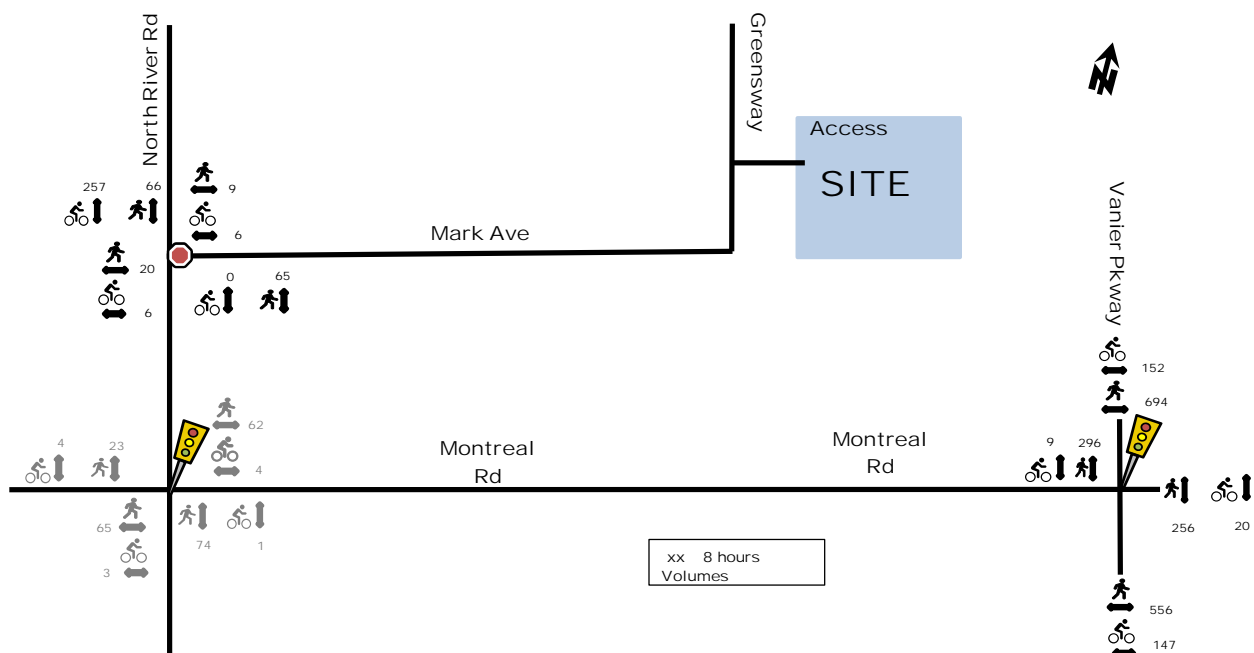 North River Rd
Greensway
Access
SITE
257
66
9
Vanier Pkway
6
Mark Ave
20
0
65
6
152
694
4
23
62
Montreal
Rd
Montreal
Rd
9
296
4
65
74
1
256
20
xx 8 hours
Volumes
3
556
147
N